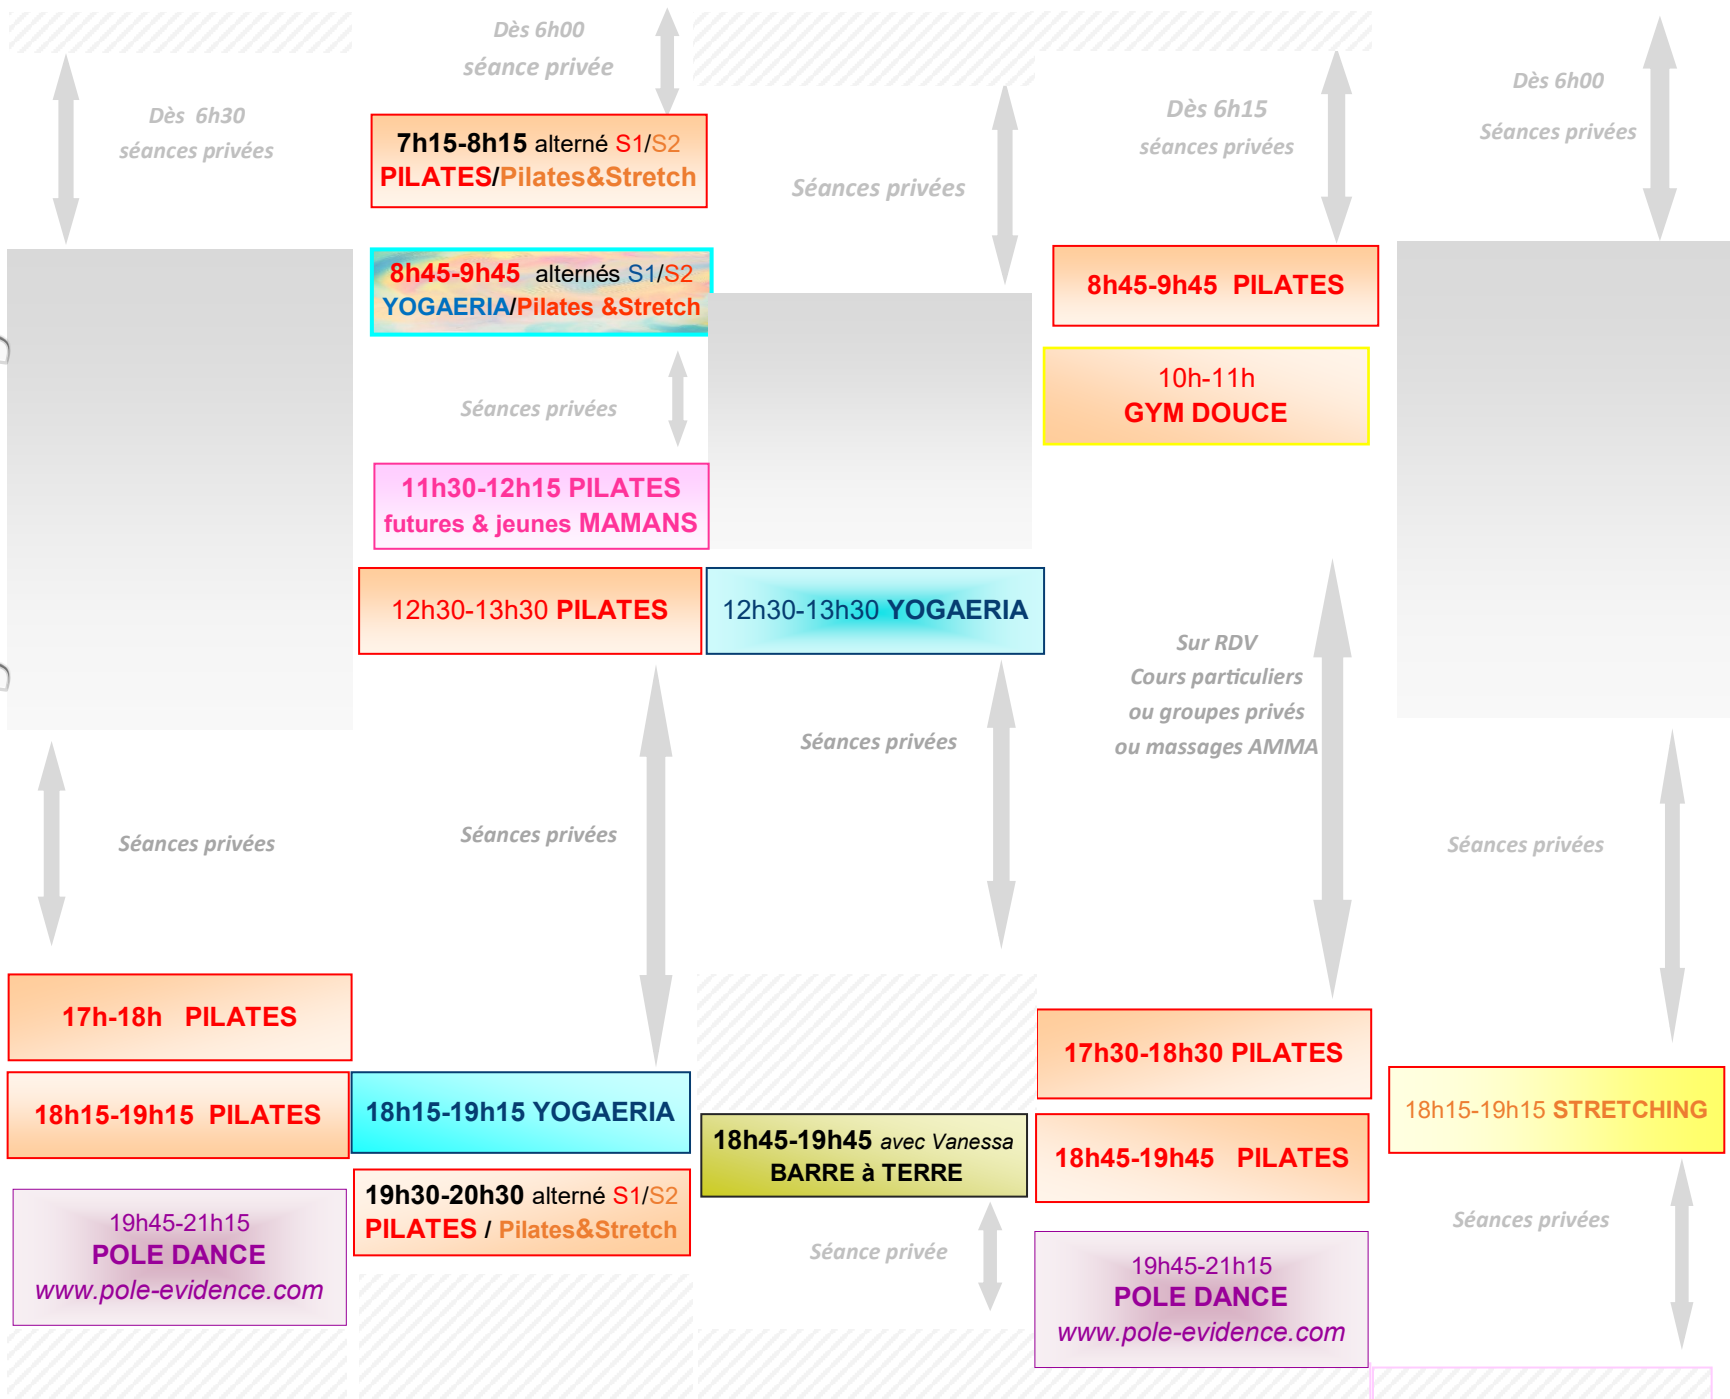 Dès 6h30
séances privées
17h-18h PILATES
18h15-19h15 PILATES
19h45-21h15
POLE DANCE
www.pole-evidence.com
Séances privées
Dès 6h00
séance privée
7h15-8h15 alterné S1/S2
PILATES/Pilates&Stretch
8h45-9h45 alternés S1/S2
YOGAERIA/Pilates &Stretch
Séances privées
11h30-12h15 PILATES
futures & jeunes MAMANS
12h30-13h30 PILATES
Séances privées
18h15-19h15 YOGAERIA
19h30-20h30 alterné S1/S2
PILATES / Pilates&Stretch
Séances privées
12h30-13h30 YOGAERIA
Séances privées
18h45-19h45 avec Vanessa
BARRE à TERRE
Séance privée
Dès 6h15
séances privées
8h45-9h45 PILATES
10h-11h
GYM DOUCE
Sur RDV
Cours particuliers
ou groupes privés
ou massages AMMA
17h30-18h30 PILATES
18h45-19h45 PILATES
19h45-21h15
POLE DANCE
www.pole-evidence.com
Dès 6h00
Séances privées
Séances privées
18h15-19h15 STRETCHING
Séances privées